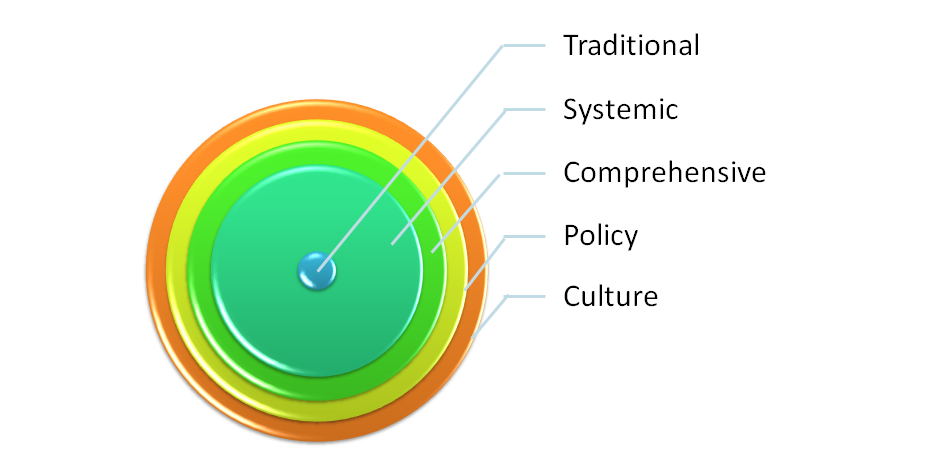 Traditional
Systemic
Comprehensive
Policy
Culture